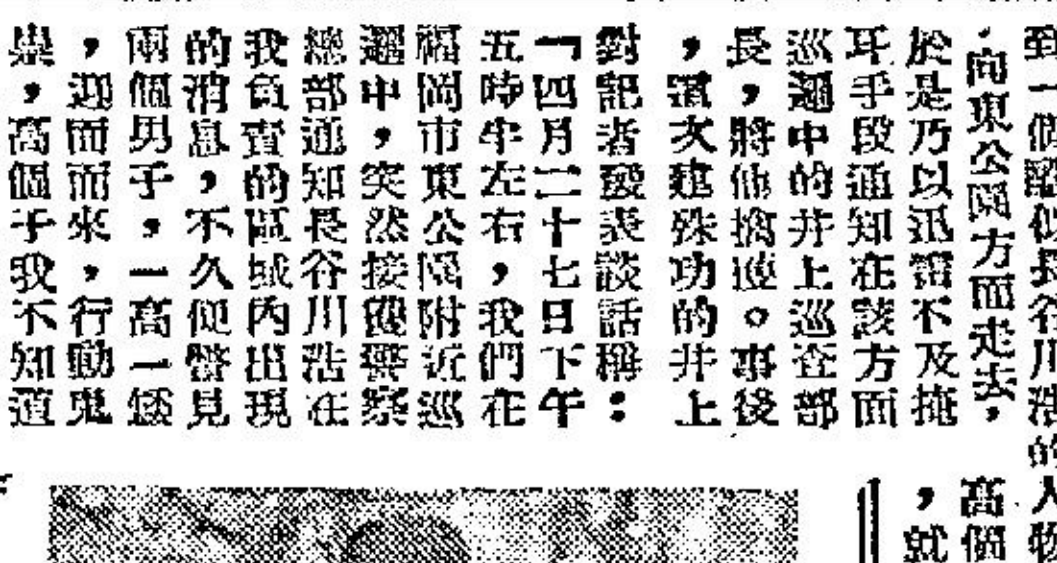 到一個酷似長谷川浩的人物
，向東公園方面走去，高個
於是乃以迅雷不及掩，就
耳手段通知在該方面
巡邏中的井上巡查部
長，將他擒逮。事後
，這次建殊功的井上
對記者發表談話稱：
「四月二十七日下午
五時半左右，我們在
福岡市東公園附近巡
邏中，突然接獲警察
總部通知長谷川浩在
我負責的區域內出現
的消息，不久便瞥見
兩個男子，一高一矮
，迎面而來，行動鬼
祟，高個子我不知道